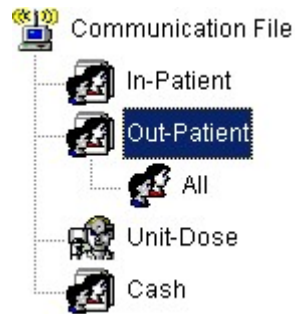 Communication File
In-Patient
Out-Patient
All
Unit-Dose
Cash